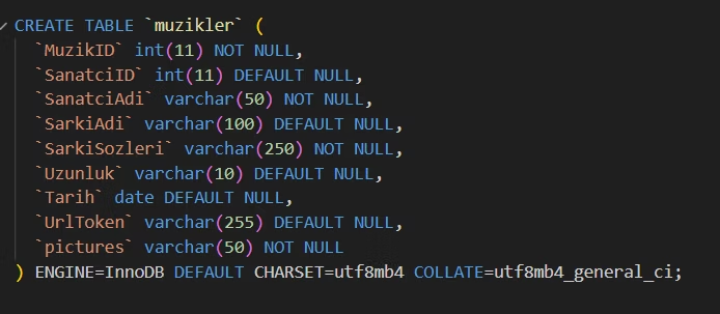 CREATE TABLE `muzikler` (
`MuzikID` int(11) NOT NULL,
`SanatciID` int(11) DEFAULT NULL,
`SanatciAdi` varchar(50) NOT NULL,
`SarkiAdi` varchar(100) DEFAULT NULL,
`SarkiSozleri` varchar(250) NOT NULL,
`Uzunluk` varchar(10) DEFAULT NULL,
`Tarih` date DEFAULT NULL,
`UrlToken` varchar(255) DEFAULT NULL,
`pictures` varchar(50) NOT NULL
) ENGINE=InnoDB DEFAULT CHARSET=utf8mb4 COLLATE=utf8mb4_general_ci;